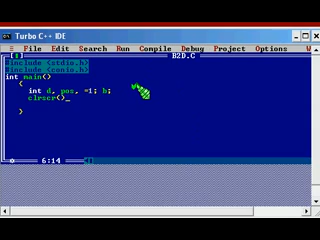 Turbo C++ IDE
≡ File Edit Search Run Compile Debug Project Options W
B2D.C
#include <stdio.h>
#include <conio.h>
int main()
{
int d, pos, =1; b;
clrscr()_
}
6:14